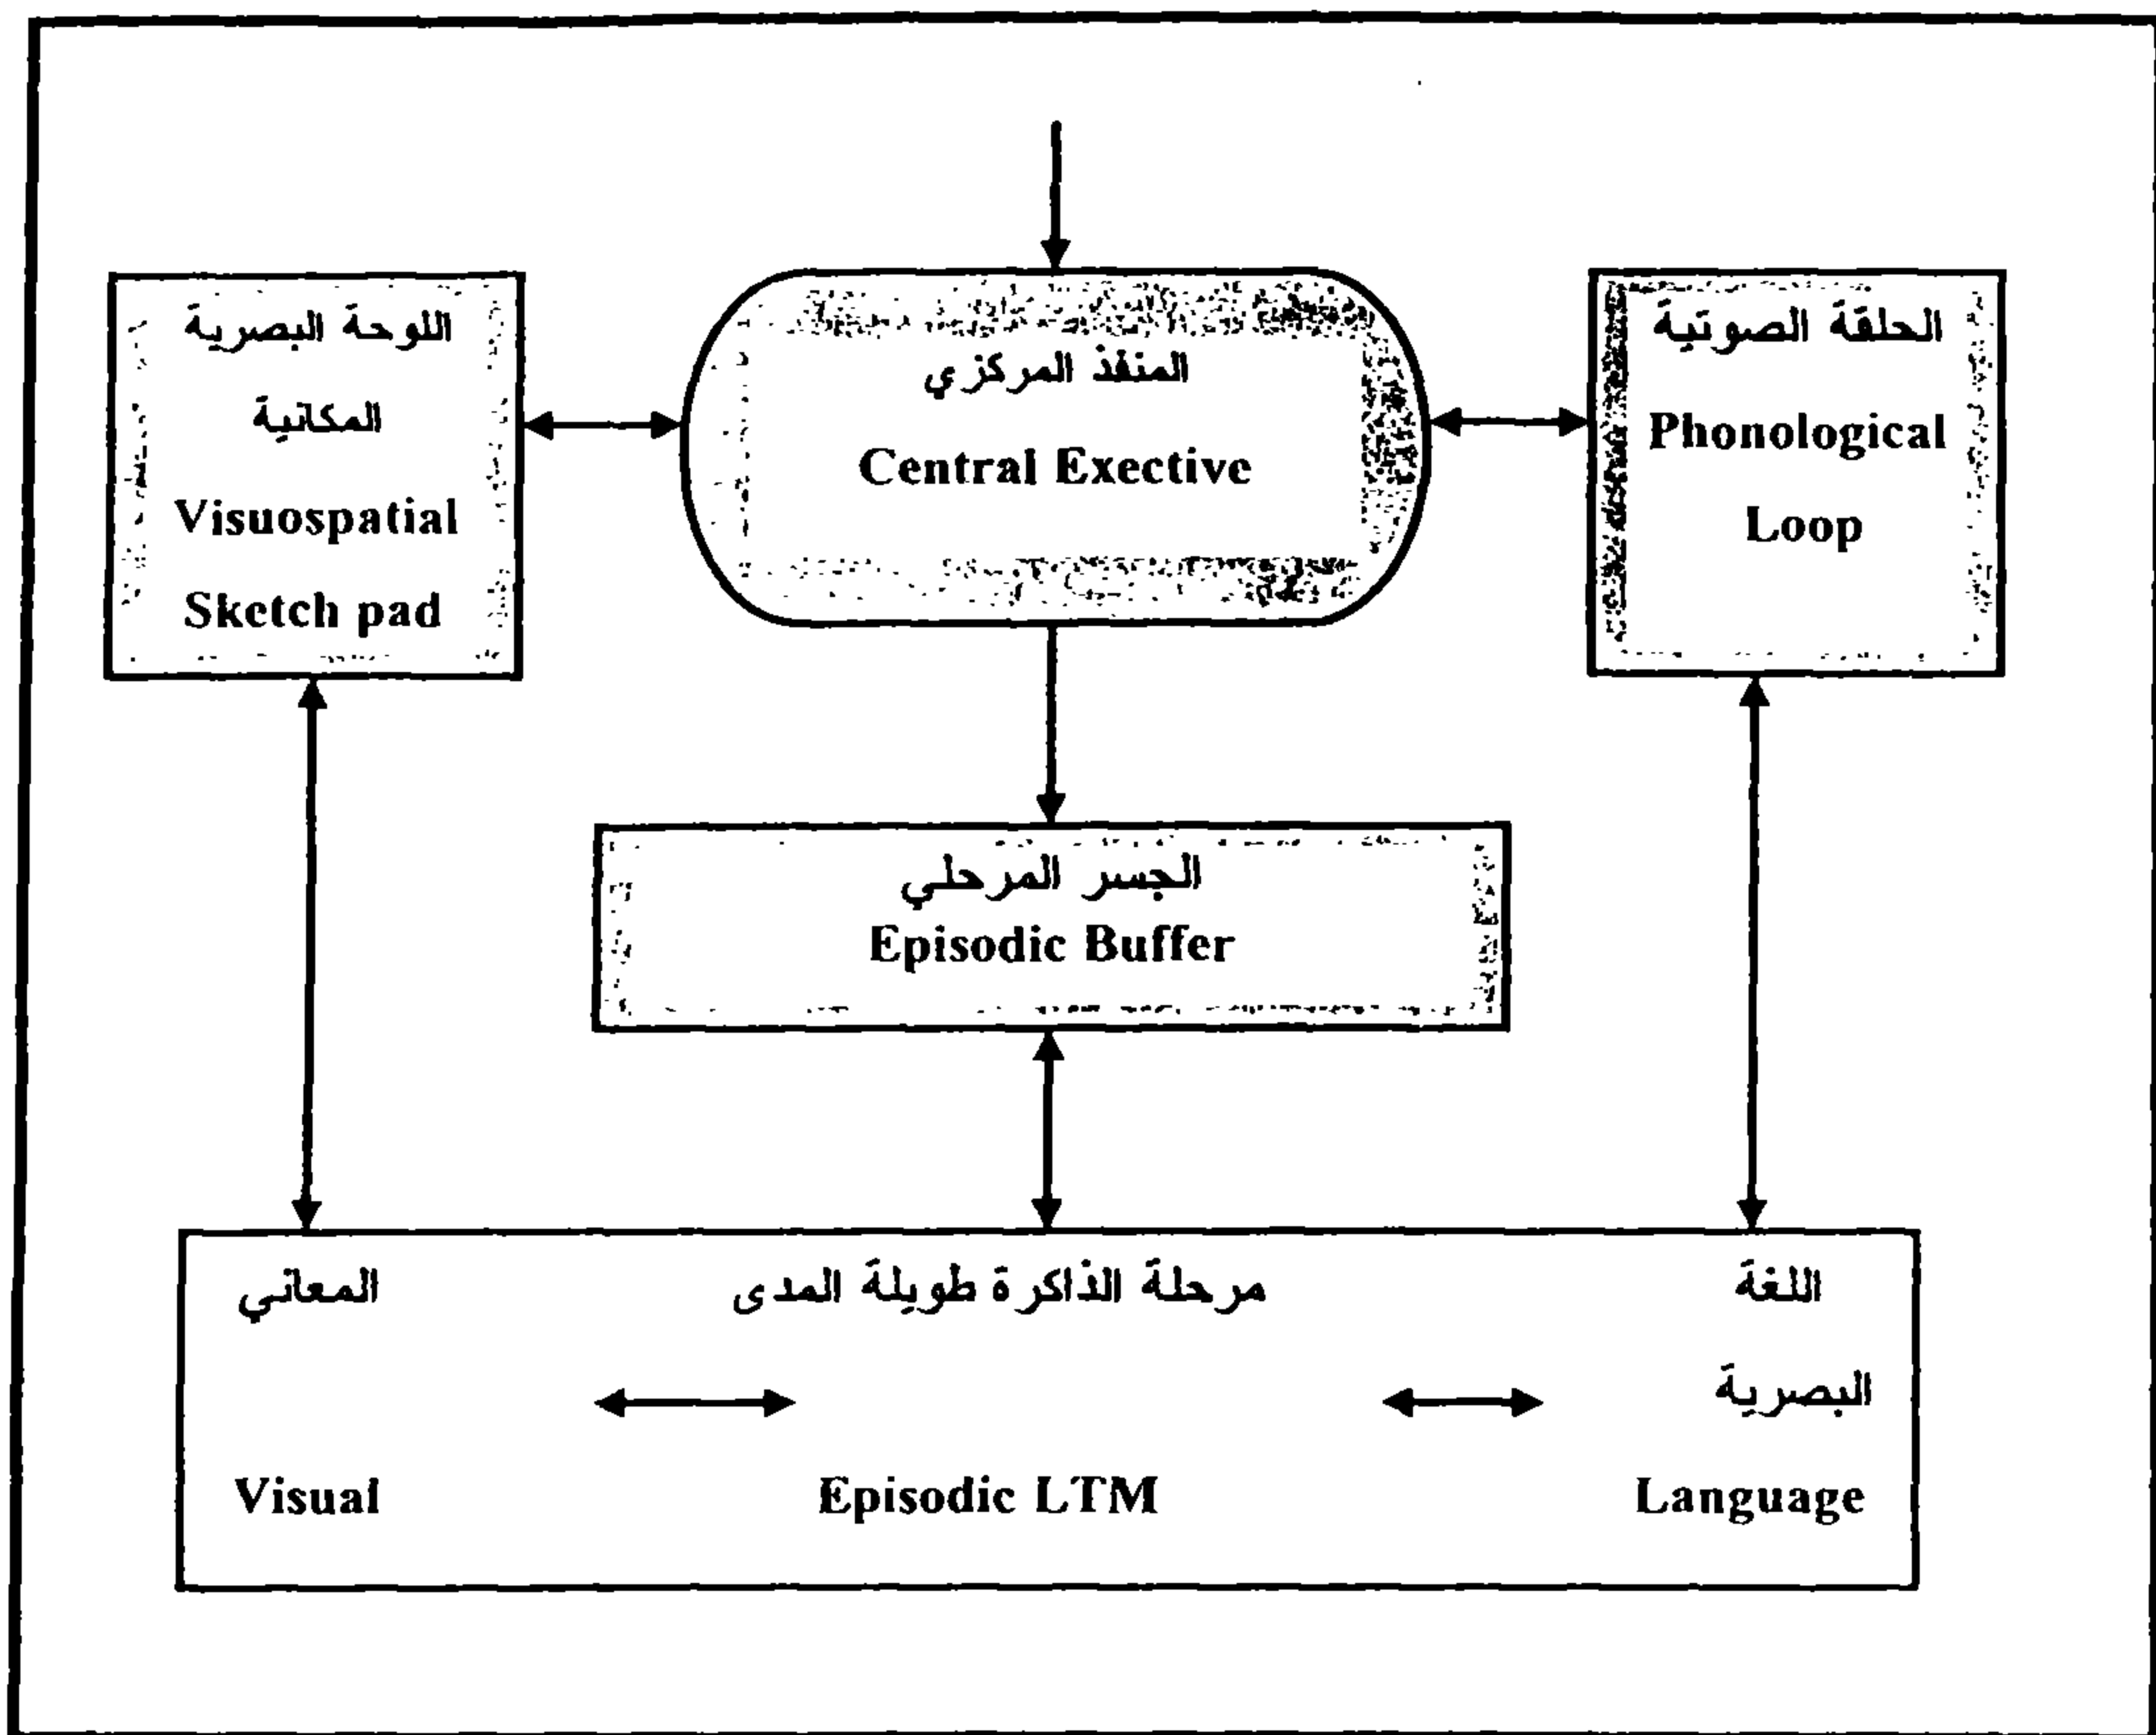 اللوحة البصرية
المكانية
Visuospatial
Sketch pad
المنفذ المركزي
Central Exective
الحلقة الصوتية
Phonological
Loop
الجسر المرحلي
Episodic Buffer
المعاني
مرحلة الذاكرة طويلة المدى
اللغة
البصرية
Visual
Episodic LTM
Language